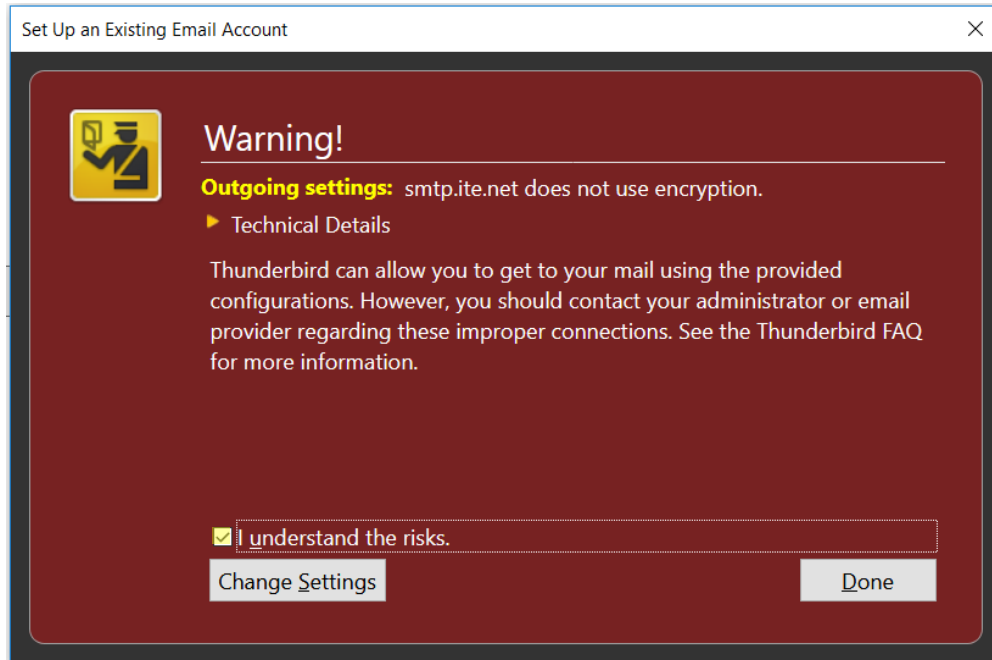 Set Up an Existing Email Account
Warning!
Outgoing settings: smtp.ite.net does not use encryption.
Technical Details
Thunderbird can allow you to get to your mail using the provided
configurations. However, you should contact your administrator or email
provider regarding these improper connections. See the Thunderbird FAQ
for more information.
I understand the risks.
Change Settings
Done